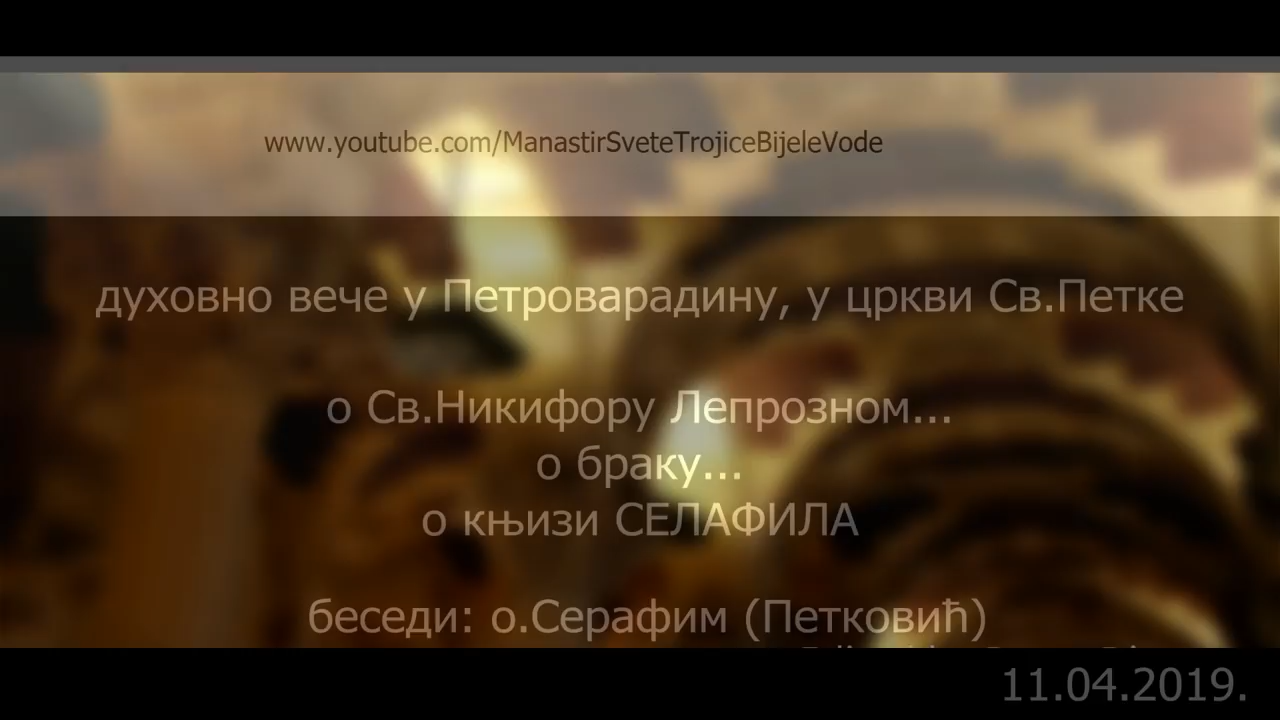 www.youtube.com/ManastirSveteTrojiceBijeleVode
духовно вече у Петроварадину, у цркви Св.Петке
о Св.Никифору Лепрозном...
о браку...
о књизи СЕЛАФИЛА
беседи: о.Серафим (Петковић)
11.04.2019.